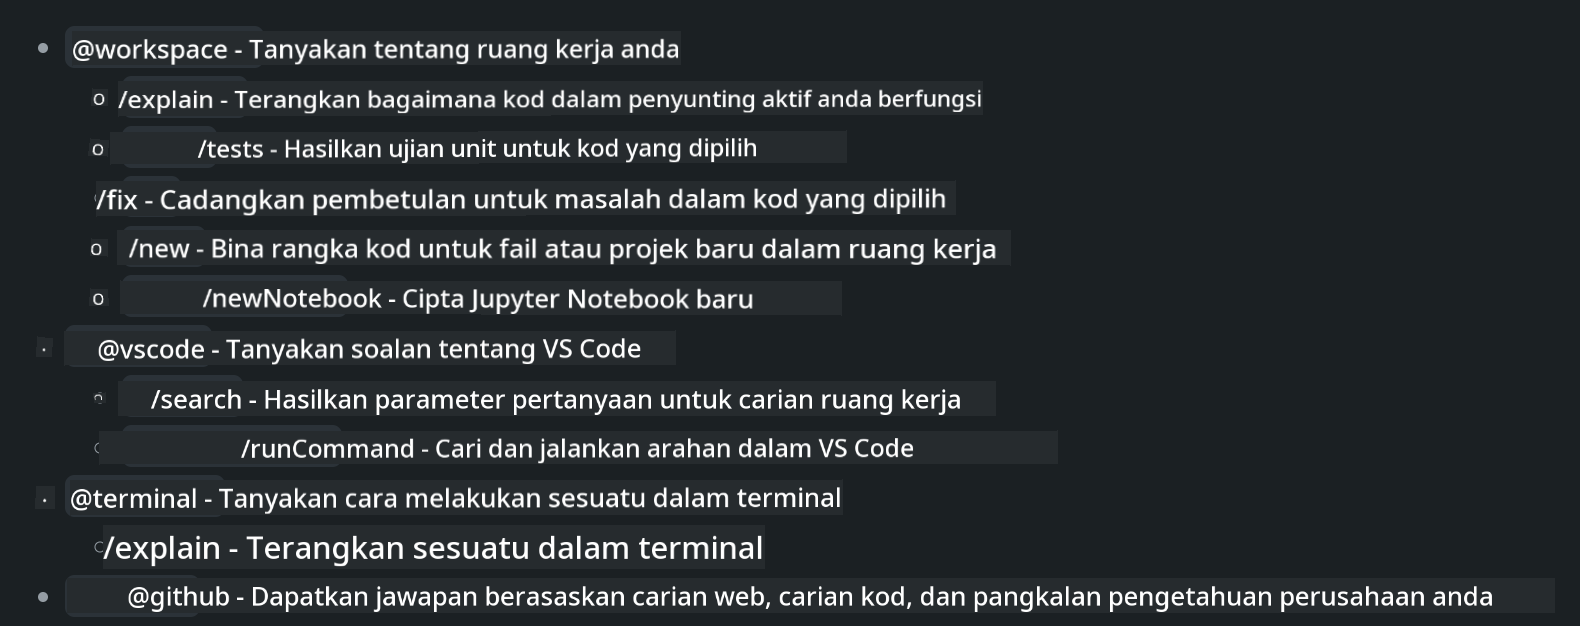 @workspace - Tanyakan tentang ruang kerja anda
/explain - Terangkan bagaimana kod dalam penyunting aktif anda berfungsi
/tests - Hasilkan ujian unit untuk kod yang dipilih
/fix - Cadangkan pembetulan untuk masalah dalam kod yang dipilih
/new - Bina rangka kod untuk fail atau projek baru dalam ruang kerja
/newNotebook - Cipta Jupyter Notebook baru
@vscode - Tanyakan soalan tentang VS Code
/search - Hasilkan parameter pertanyaan untuk carian ruang kerja
/runCommand - Cari dan jalankan arahan dalam VS Code
@terminal - Tanyakan cara melakukan sesuatu dalam terminal
/explain - Terangkan sesuatu dalam terminal
@github - Dapatkan jawapan berasaskan carian web, carian kod, dan pangkalan pengetahuan perusahaan anda